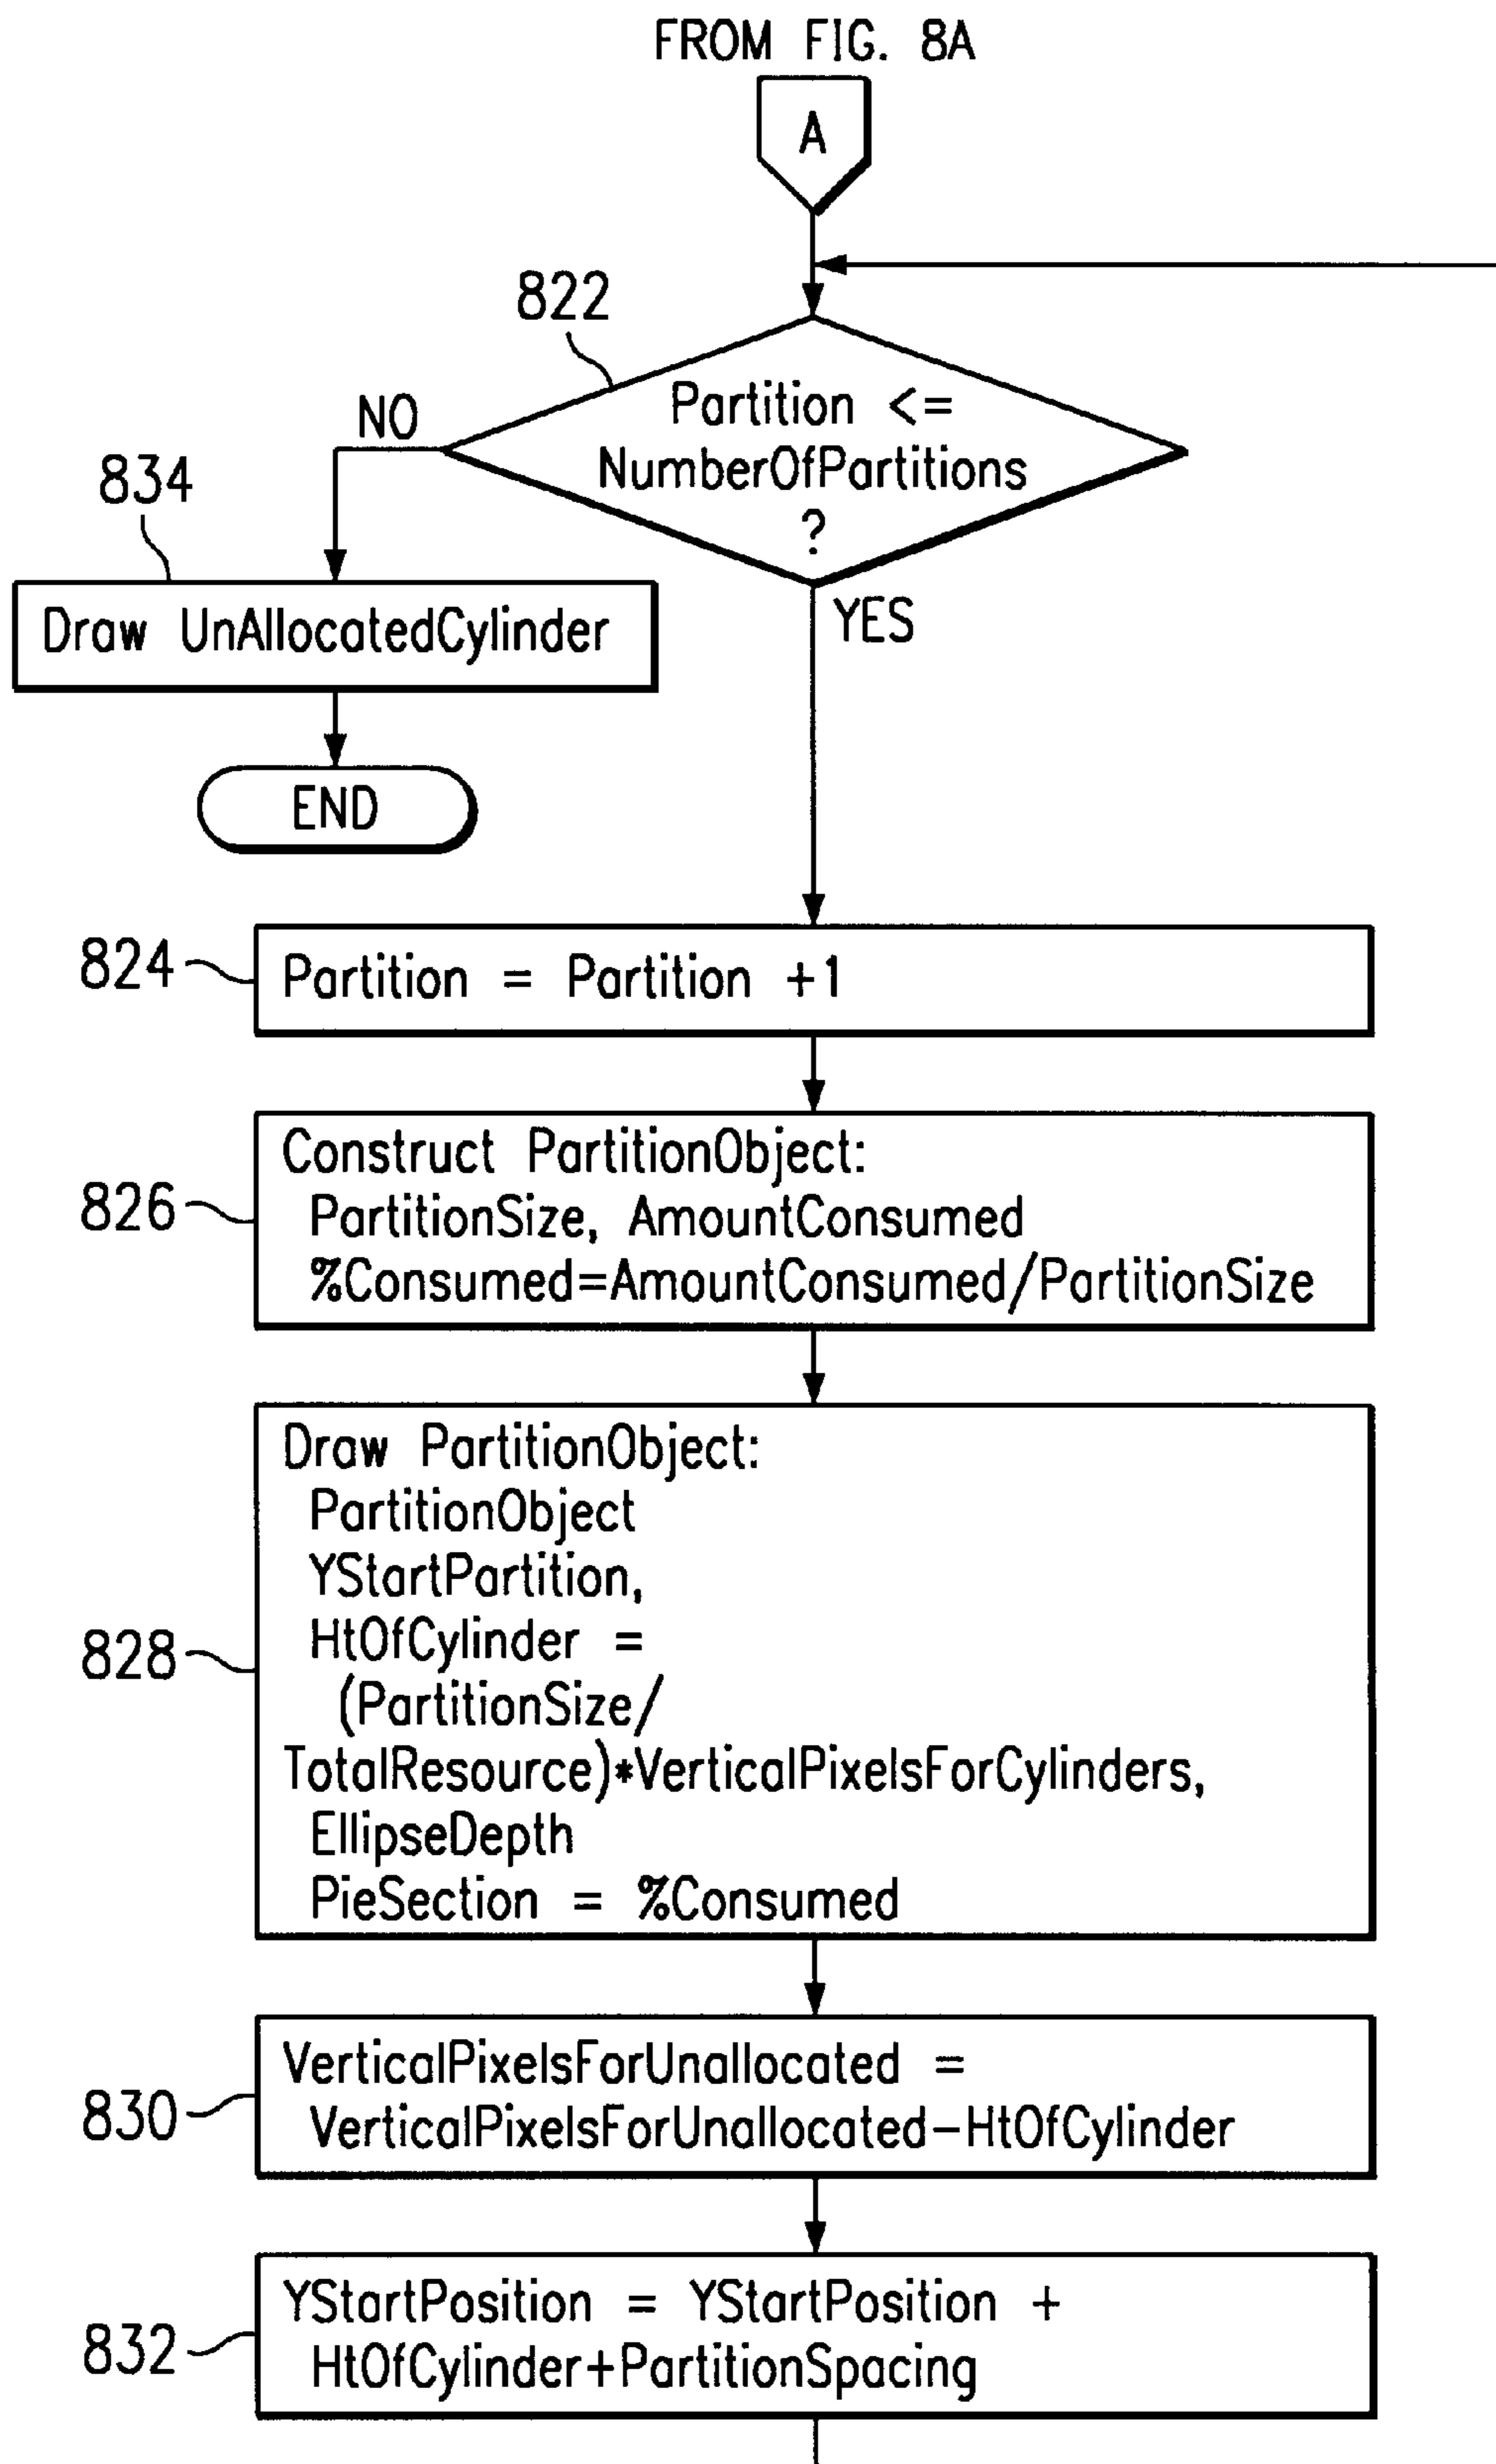 FROM FIG. 8A
A
822
Partition <=
NumberOfPartitions
?
NO
834
YES
Draw UnAllocatedCylinder
END
824
Partition = Partition +1
826
Construct PartitionObject:
PartitionSize, AmountConsumed
%Consumed=AmountConsumed/PartitionSize
828
Draw PartitionObject:
PartitionObject
YStartPartition,
HtOfCylinder =
(PartitionSize/
TotalResource)*VerticalPixelsForCylinders,
EllipseDepth
PieSection = %Consumed
830
VerticalPixelsForUnallocated =
VerticalPixelsForUnallocated-HtOfCylinder
832
YStartPosition = YStartPosition +
HtOfCylinder+PartitionSpacing